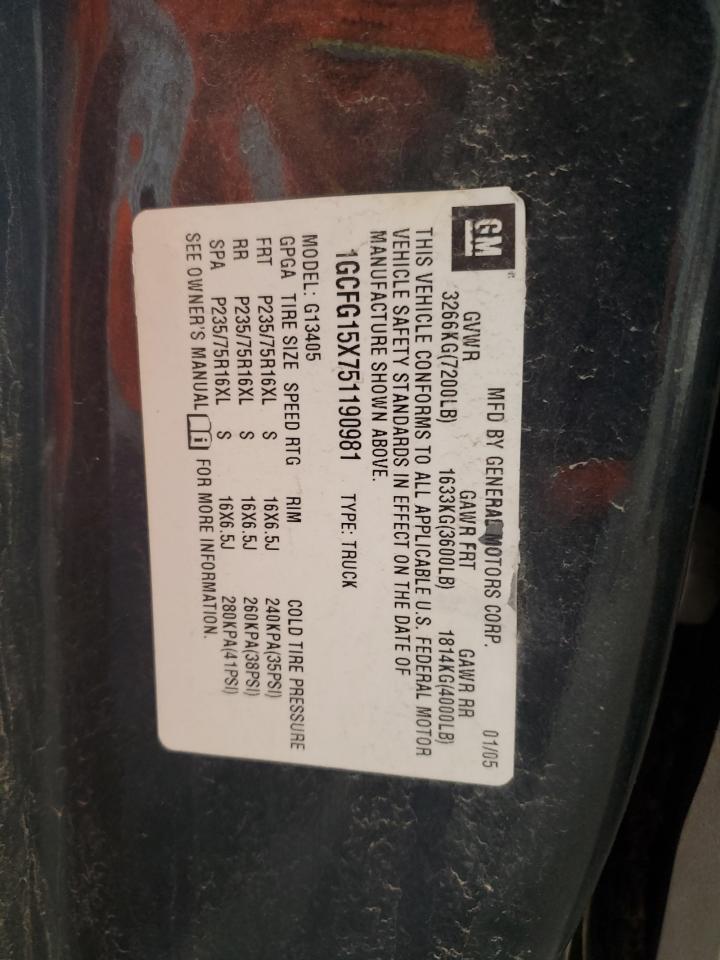 GM
MFD BY GENERAL MOTORS CORP. 01/05
GVWR GAWR FRT GAWR RR
3266KG(7200LB) 1633KG(3600LB) 1814KG(4000LB)
THIS VEHICLE CONFORMS TO ALL APPLICABLE U.S. FEDERAL MOTOR
VEHICLE SAFETY STANDARDS IN EFFECT ON THE DATE OF
MANUFACTURE SHOWN ABOVE.
1GCFG15X751190981 TYPE: TRUCK
MODEL: G13405
GPGA TIRE SIZE SPEED RTG RIM COLD TIRE PRESSURE
FRT P235/75R16XL S 16X6.5J 240KPA(35PSI)
RR P235/75R16XL S 16X6.5J 260KPA(38PSI)
SPA P235/75R16XL S 16X6.5J 280KPA(41PSI)
SEE OWNER'S MANUAL i FOR MORE INFORMATION.